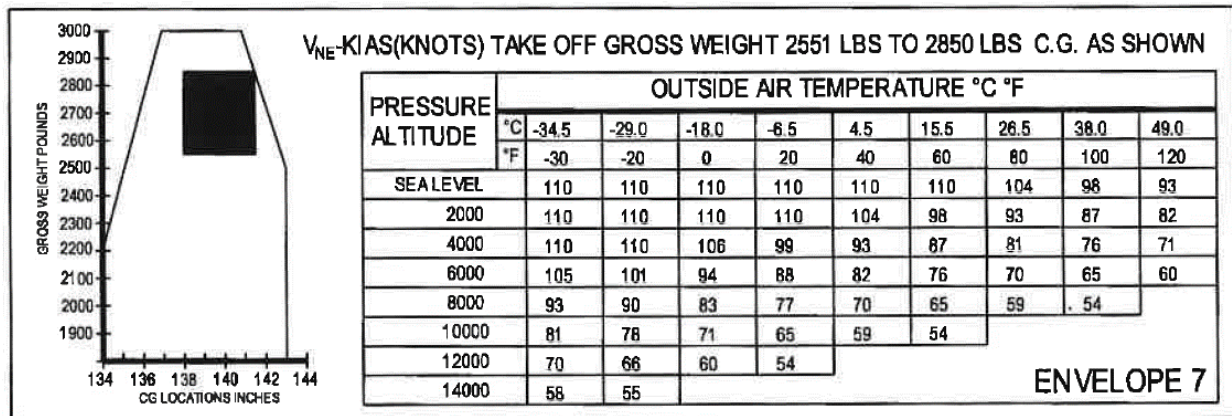 V_NE-KIAS(KNOTS) TAKE OFF GROSS WEIGHT 2551 LBS TO 2850 LBS C.G. AS SHOWN
GROSS WEIGHT POUNDS
3000
2900
2800
2700
2600
2500
2400
2300
2200
2100
2000
1900
134 136 138 140 142 144
CG LOCATIONS INCHES
PRESSURE ALTITUDE
OUTSIDE AIR TEMPERATURE °C °F
°C -34.5 -29.0 -18.0 -6.5 4.5 15.5 26.5 38.0 49.0
°F -30 -20 0 20 40 60 80 100 120
SEA LEVEL 110 110 110 110 110 110 104 98 93
2000 110 110 110 110 104 98 93 87 82
4000 110 110 106 99 93 87 81 76 71
6000 105 101 94 88 82 76 70 65 60
8000 93 90 83 77 70 65 59 54
10000 81 78 71 65 59 54
12000 70 66 60 54
14000 58 55
ENVELOPE 7